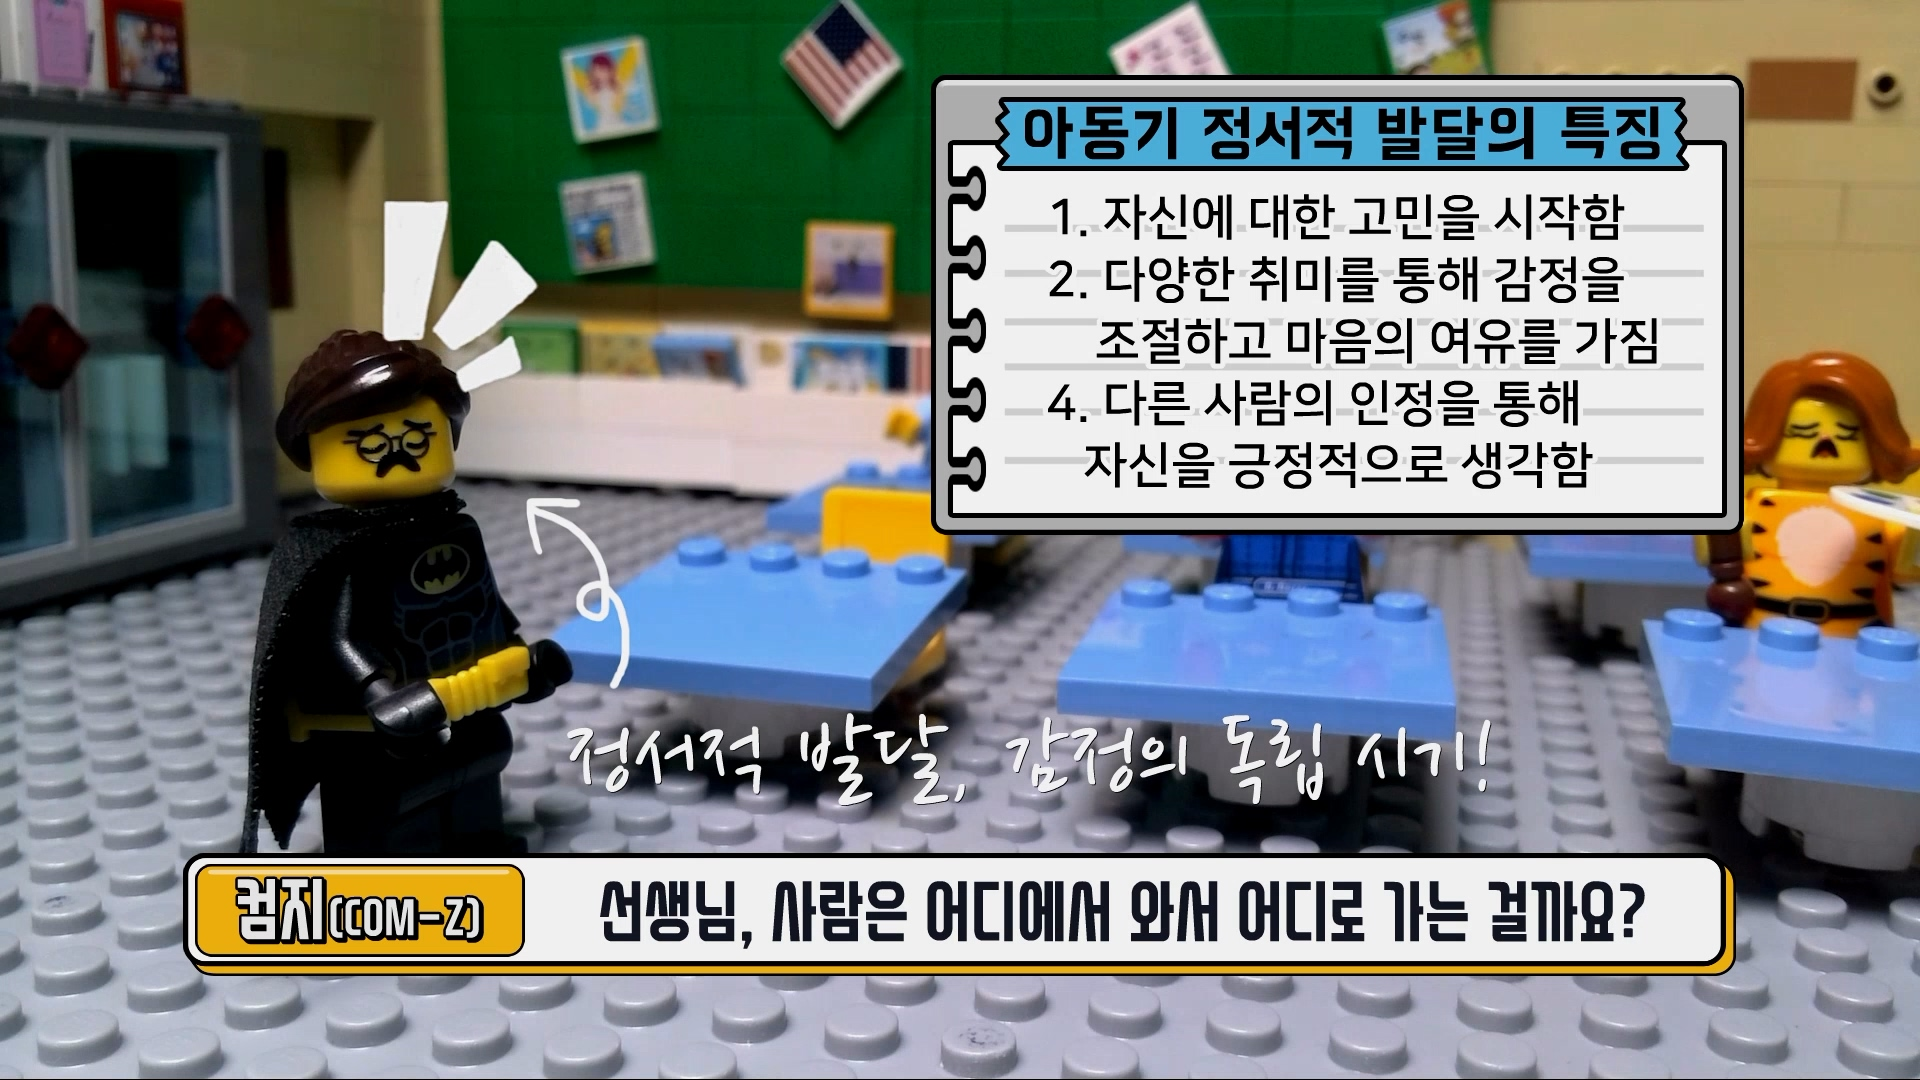 아동기 정서적 발달의 특징
1. 자신에 대한 고민을 시작함
2. 다양한 취미를 통해 감정을
조절하고 마음의 여유를 가짐
4. 다른 사람의 인정을 통해
자신을 긍정적으로 생각함
정서적 발달, 감정의 독립 시기!
컴지(COM-Z)
선생님, 사람은 어디에서 와서 어디로 가는 걸까요?